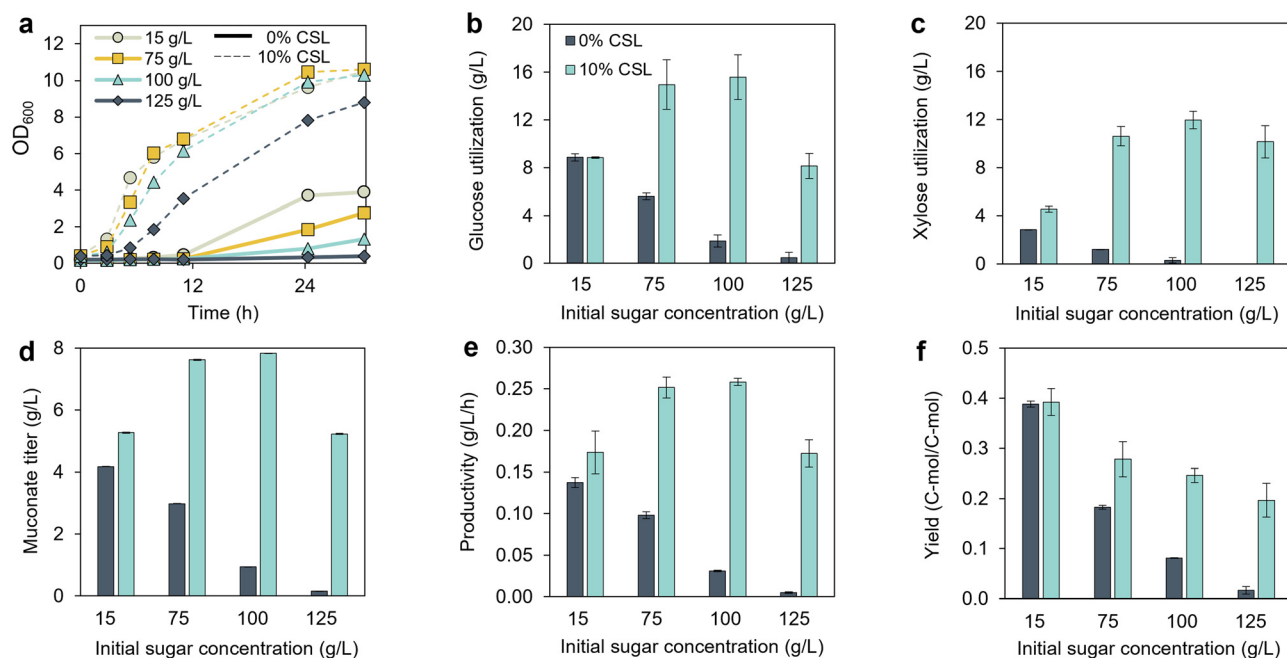 a
12
10
8
6
4
2
0
OD600
15 g/L
75 g/L
100 g/L
125 g/L
0% CSL
10% CSL
0
12
24
Time (h)
b
20
16
12
8
4
0
Glucose utilization (g/L)
0% CSL
10% CSL
15
75
100
125
Initial sugar concentration (g/L)
c
20
16
12
8
4
0
Xylose utilization (g/L)
15
75
100
125
Initial sugar concentration (g/L)
d
8
6
4
2
0
Muconate titer (g/L)
15
75
100
125
Initial sugar concentration (g/L)
e
0.30
0.25
0.20
0.15
0.10
0.05
0.00
Productivity (g/L/h)
15
75
100
125
Initial sugar concentration (g/L)
f
0.5
0.4
0.3
0.2
0.1
0.0
Yield (C-mol/C-mol)
15
75
100
125
Initial sugar concentration (g/L)